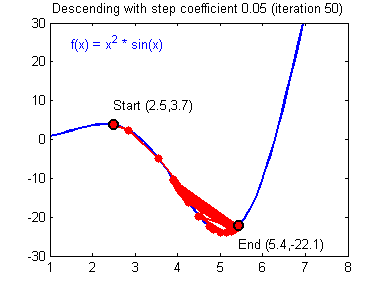 Descending with step coefficient 0.05 (iteration 50)
30
f(x) = x² * sin(x)
20
10
Start (2.5,3.7)
0
-10
-20
End (5.4,-22.1)
-30
1 2 3 4 5 6 7 8